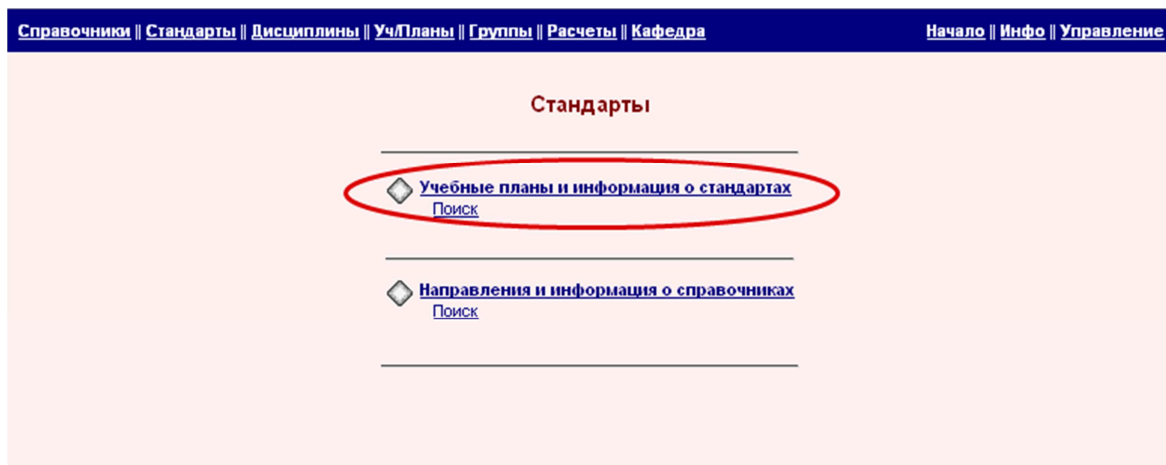 Справочники || Стандарты || Дисциплины || Уч/Планы || Группы || Расчеты || Кафедра Начало || Инфо || Управление
Стандарты
Учебные планы и информация о стандартах
Поиск
Направления и информация о справочниках
Поиск